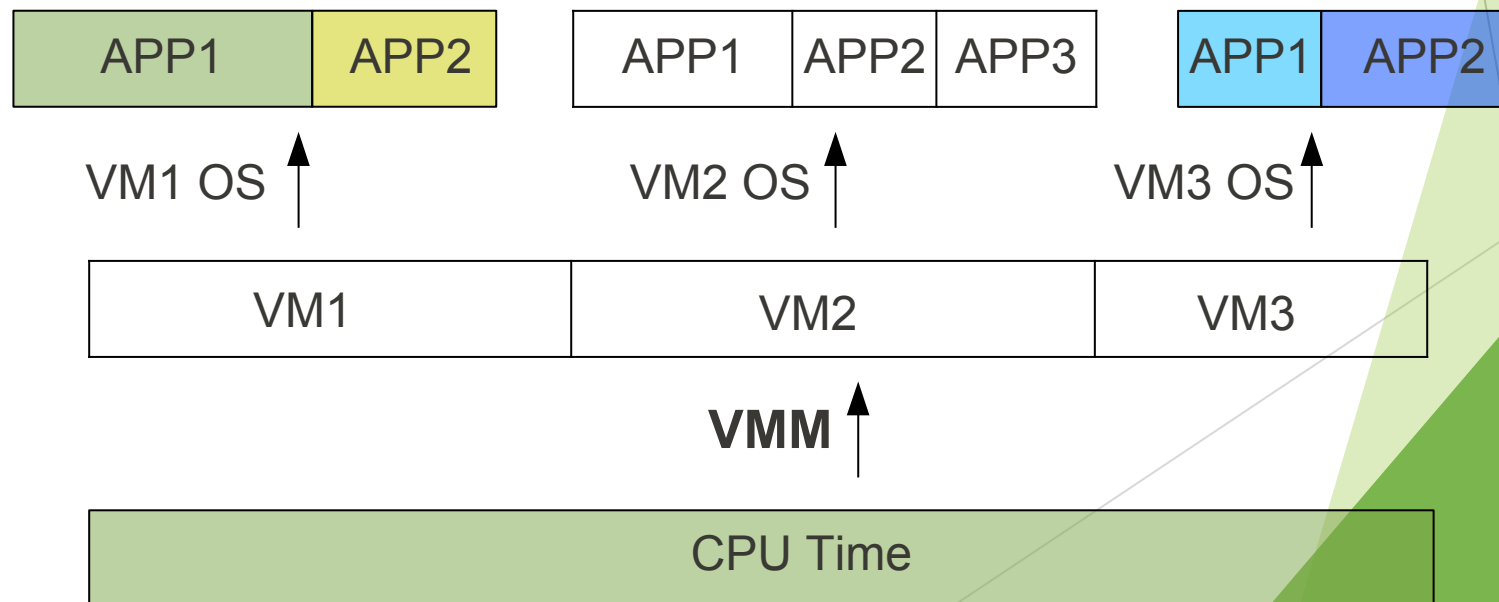 APP1 APP2 APP1 APP2 APP3 APP1 APP2
VM1 OS VM2 OS VM3 OS
VM1 VM2 VM3
VMM
CPU Time